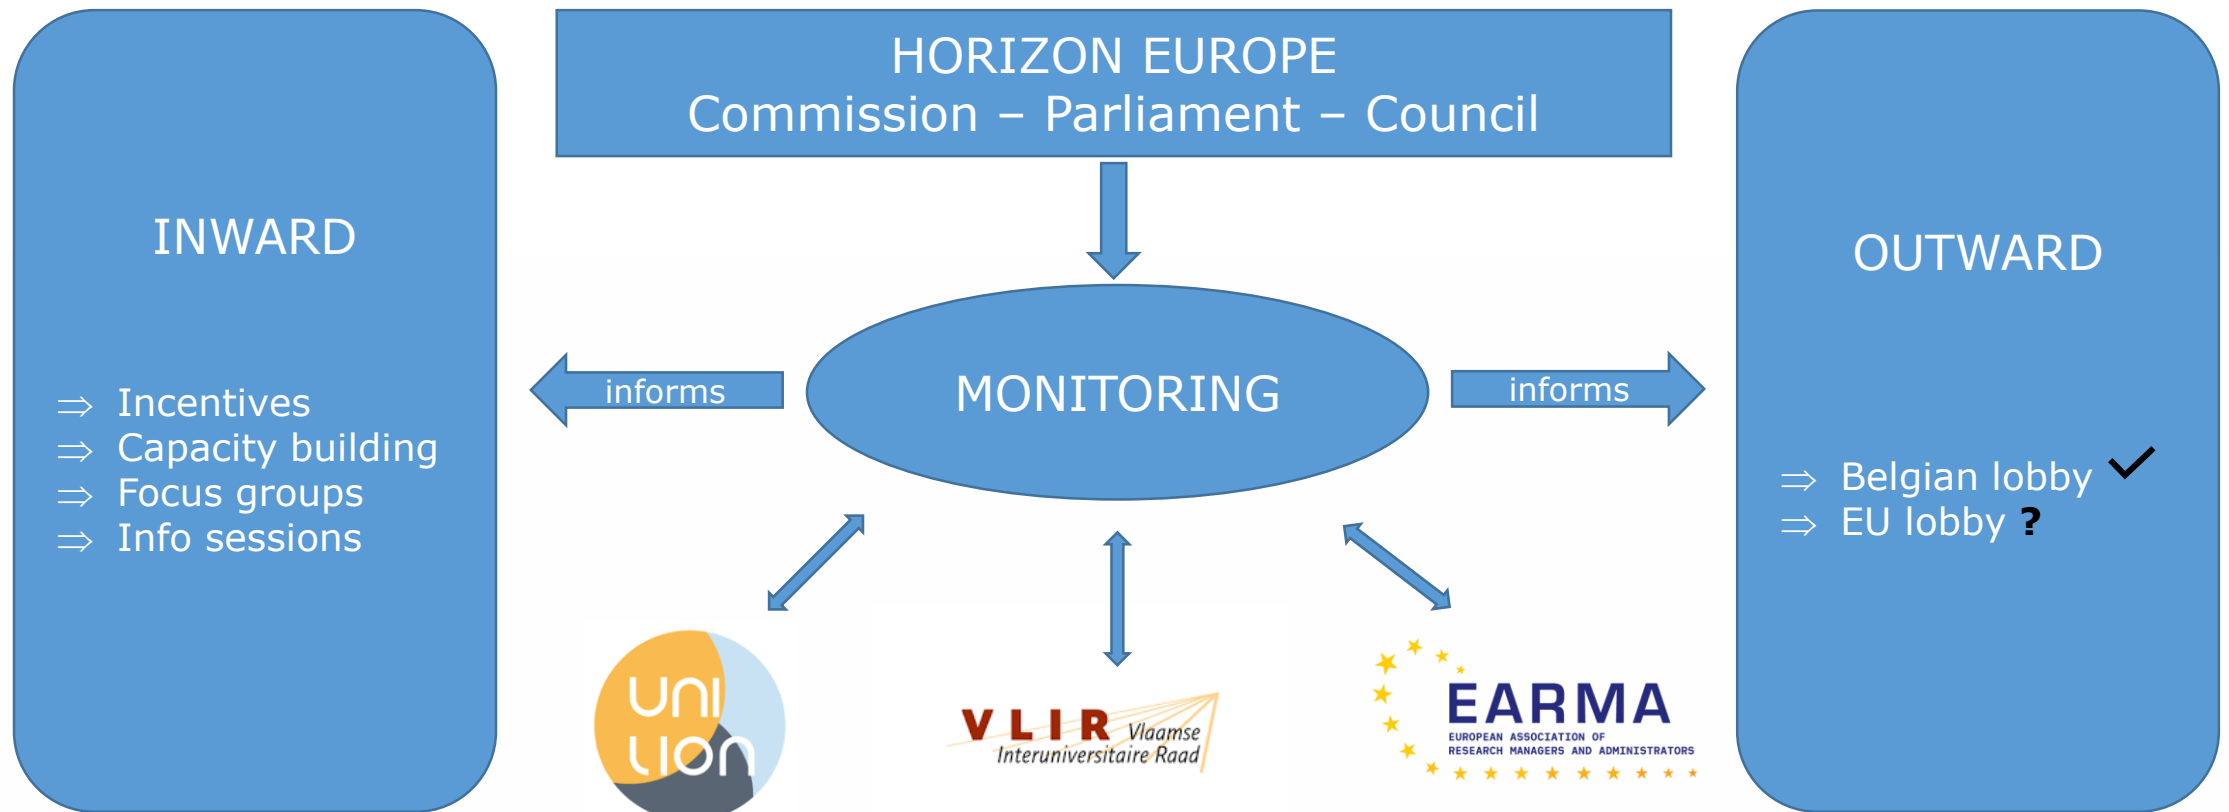 HORIZON EUROPE
Commission – Parliament – Council
INWARD
⇒ Incentives
⇒ Capacity building
⇒ Focus groups
⇒ Info sessions
informs
MONITORING
informs
OUTWARD
⇒ Belgian lobby ✓
⇒ EU lobby ?
UNI
LION
VLIR Vlaamse
Interuniversitaire Raad
EARMA
EUROPEAN ASSOCIATION OF
RESEARCH MANAGERS AND ADMINISTRATORS